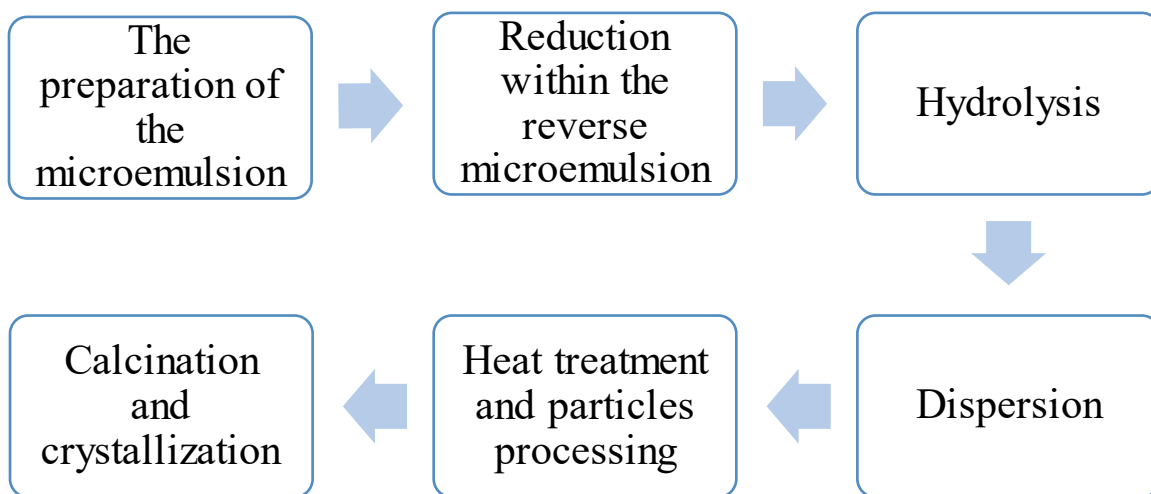 The
preparation of
the
microemulsion
Reduction
within the
reverse
microemulsion
Hydrolysis
Dispersion
Heat treatment
and particles
processing
Calcination
and
crystallization